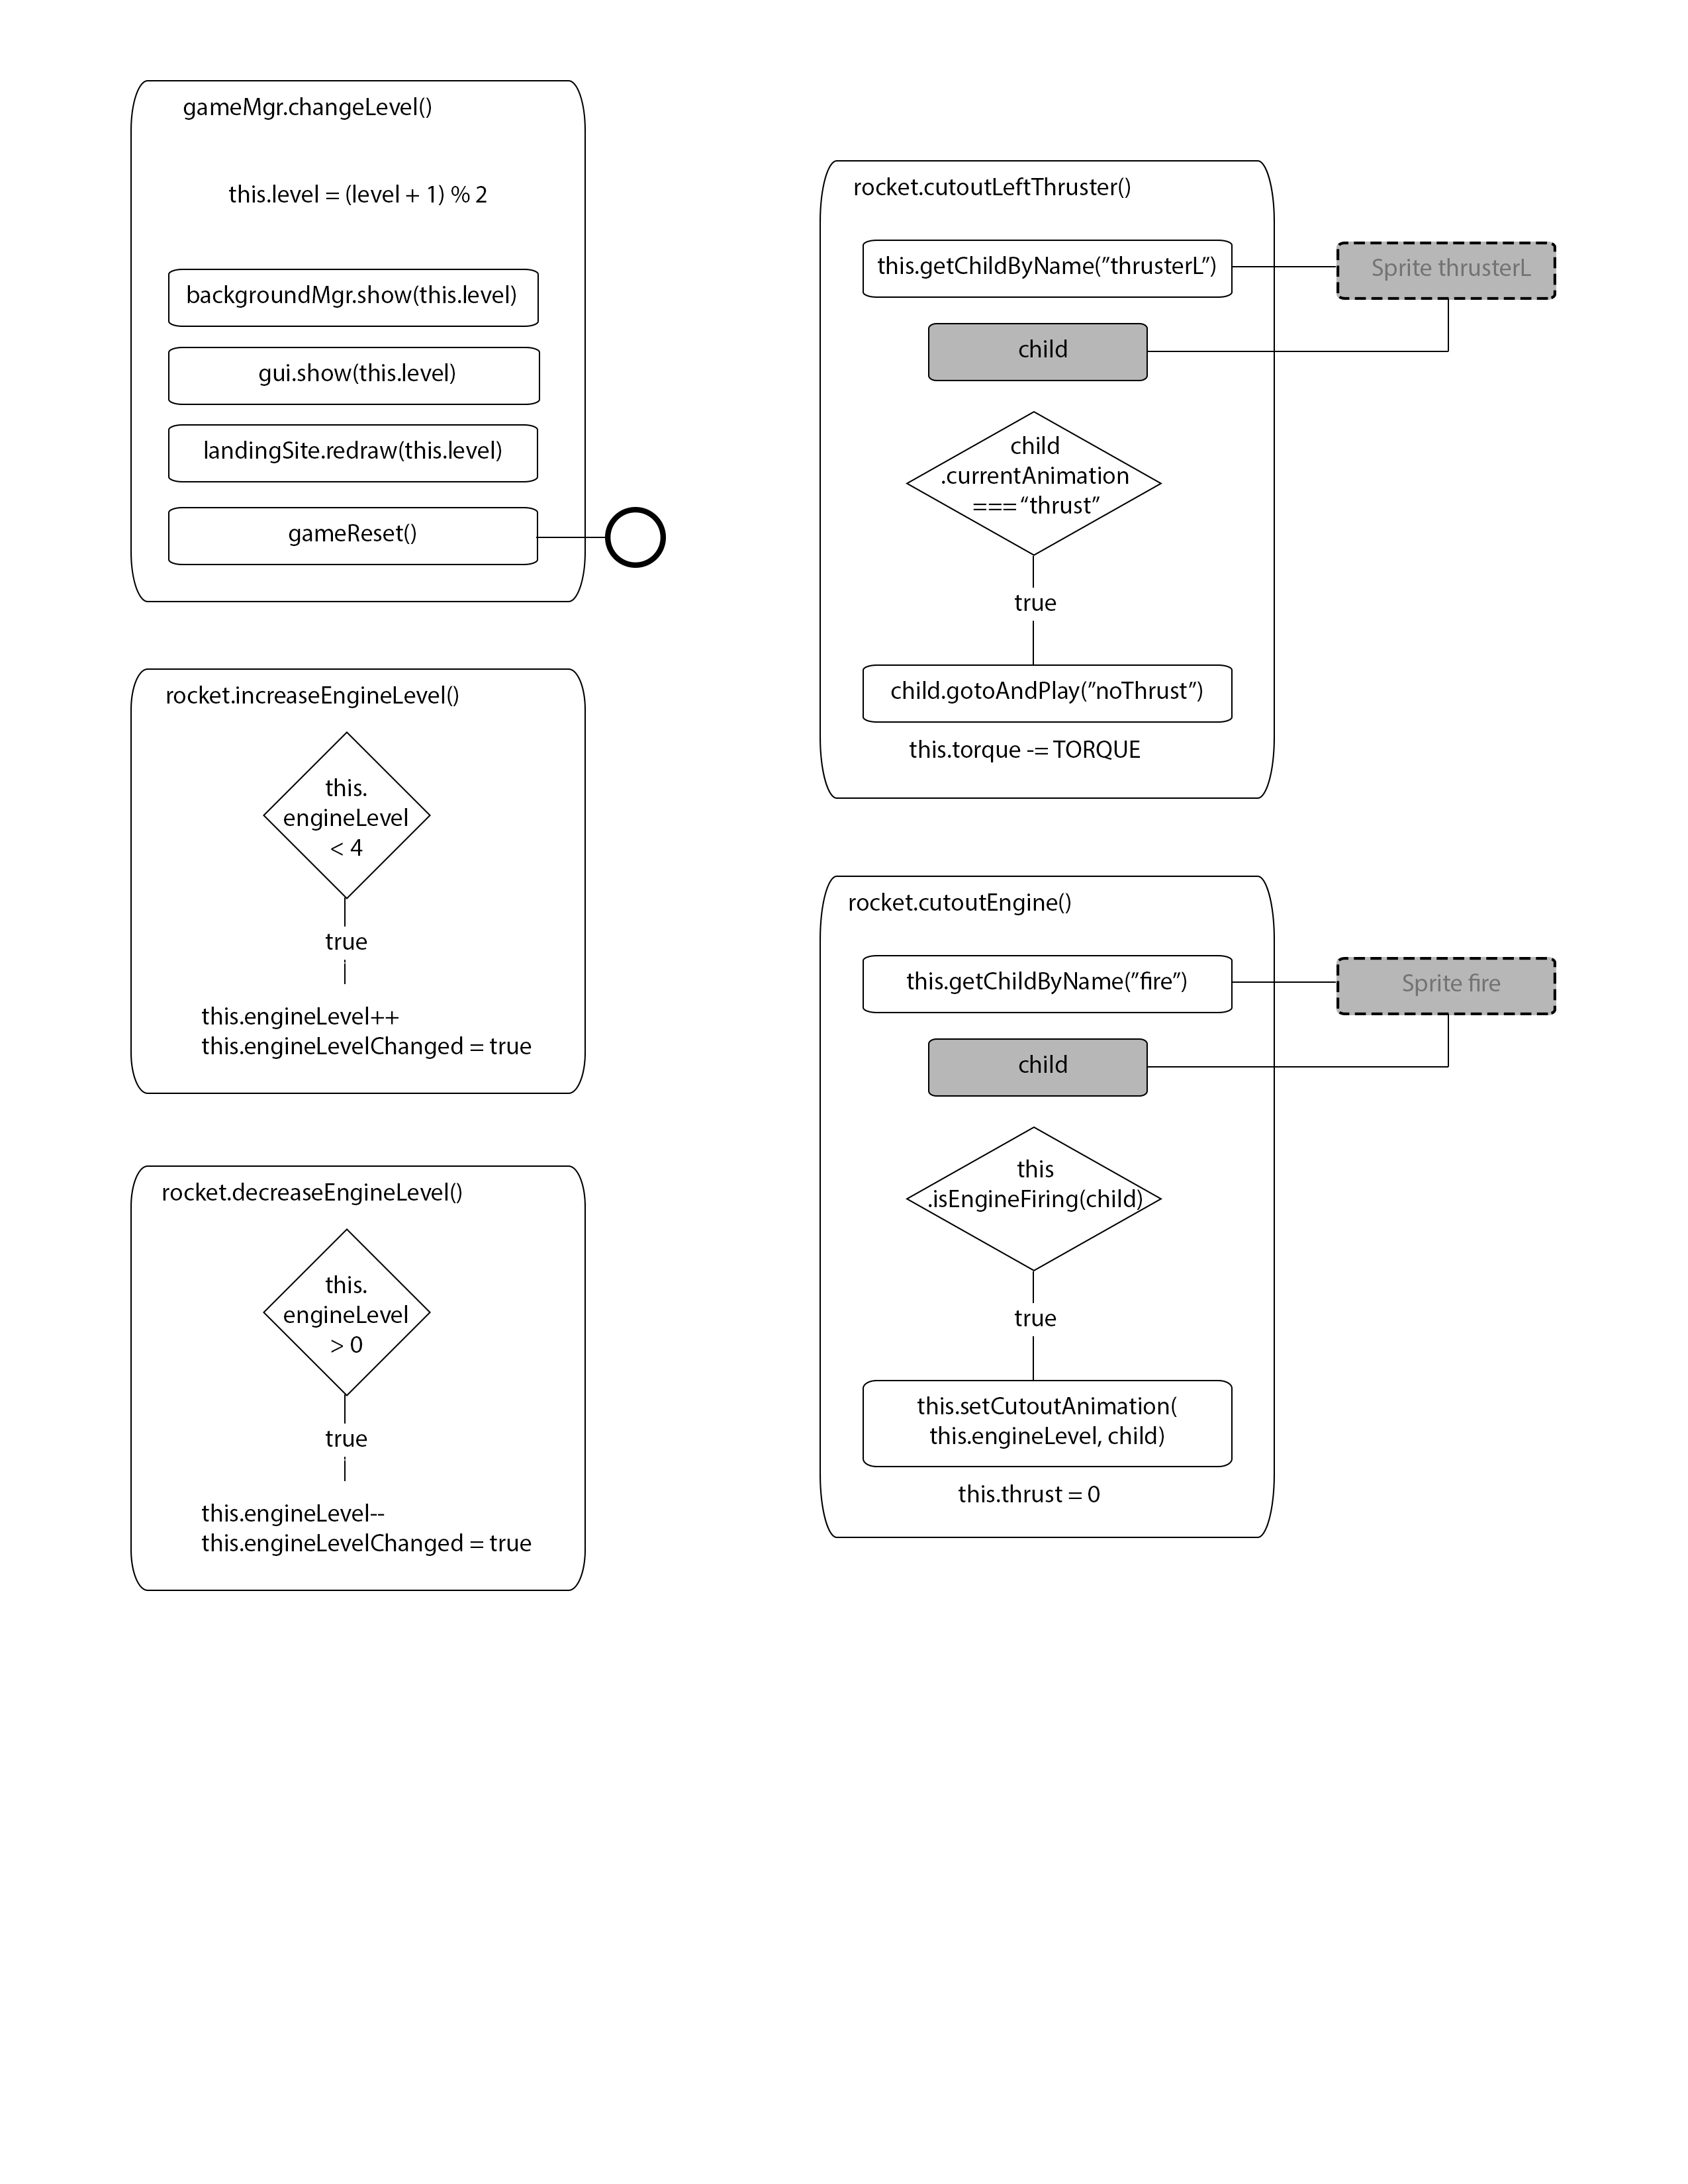 gameMgr.changeLevel()
this.level = (level + 1) % 2
backgroundMgr.show(this.level)
gui.show(this.level)
landingSite.redraw(this.level)
gameReset()
rocket.increaseEngineLevel()
this.
engineLevel
< 4
true
this.engineLevel++
this.engineLevelChanged = true
rocket.decreaseEngineLevel()
this.
engineLevel
> 0
true
this.engineLevel--
this.engineLevelChanged = true
rocket.cutoutLeftThruster()
this.getChildByName(”thrusterL”)
Sprite thrusterL
child
child
.currentAnimation
=== “thrust”
true
child.gotoAndPlay(”noThrust”)
this.torque -= TORQUE
rocket.cutoutEngine()
this.getChildByName(”fire”)
Sprite fire
child
this
.isEngineFiring(child)
true
this.setCutoutAnimation(
this.engineLevel, child)
this.thrust = 0